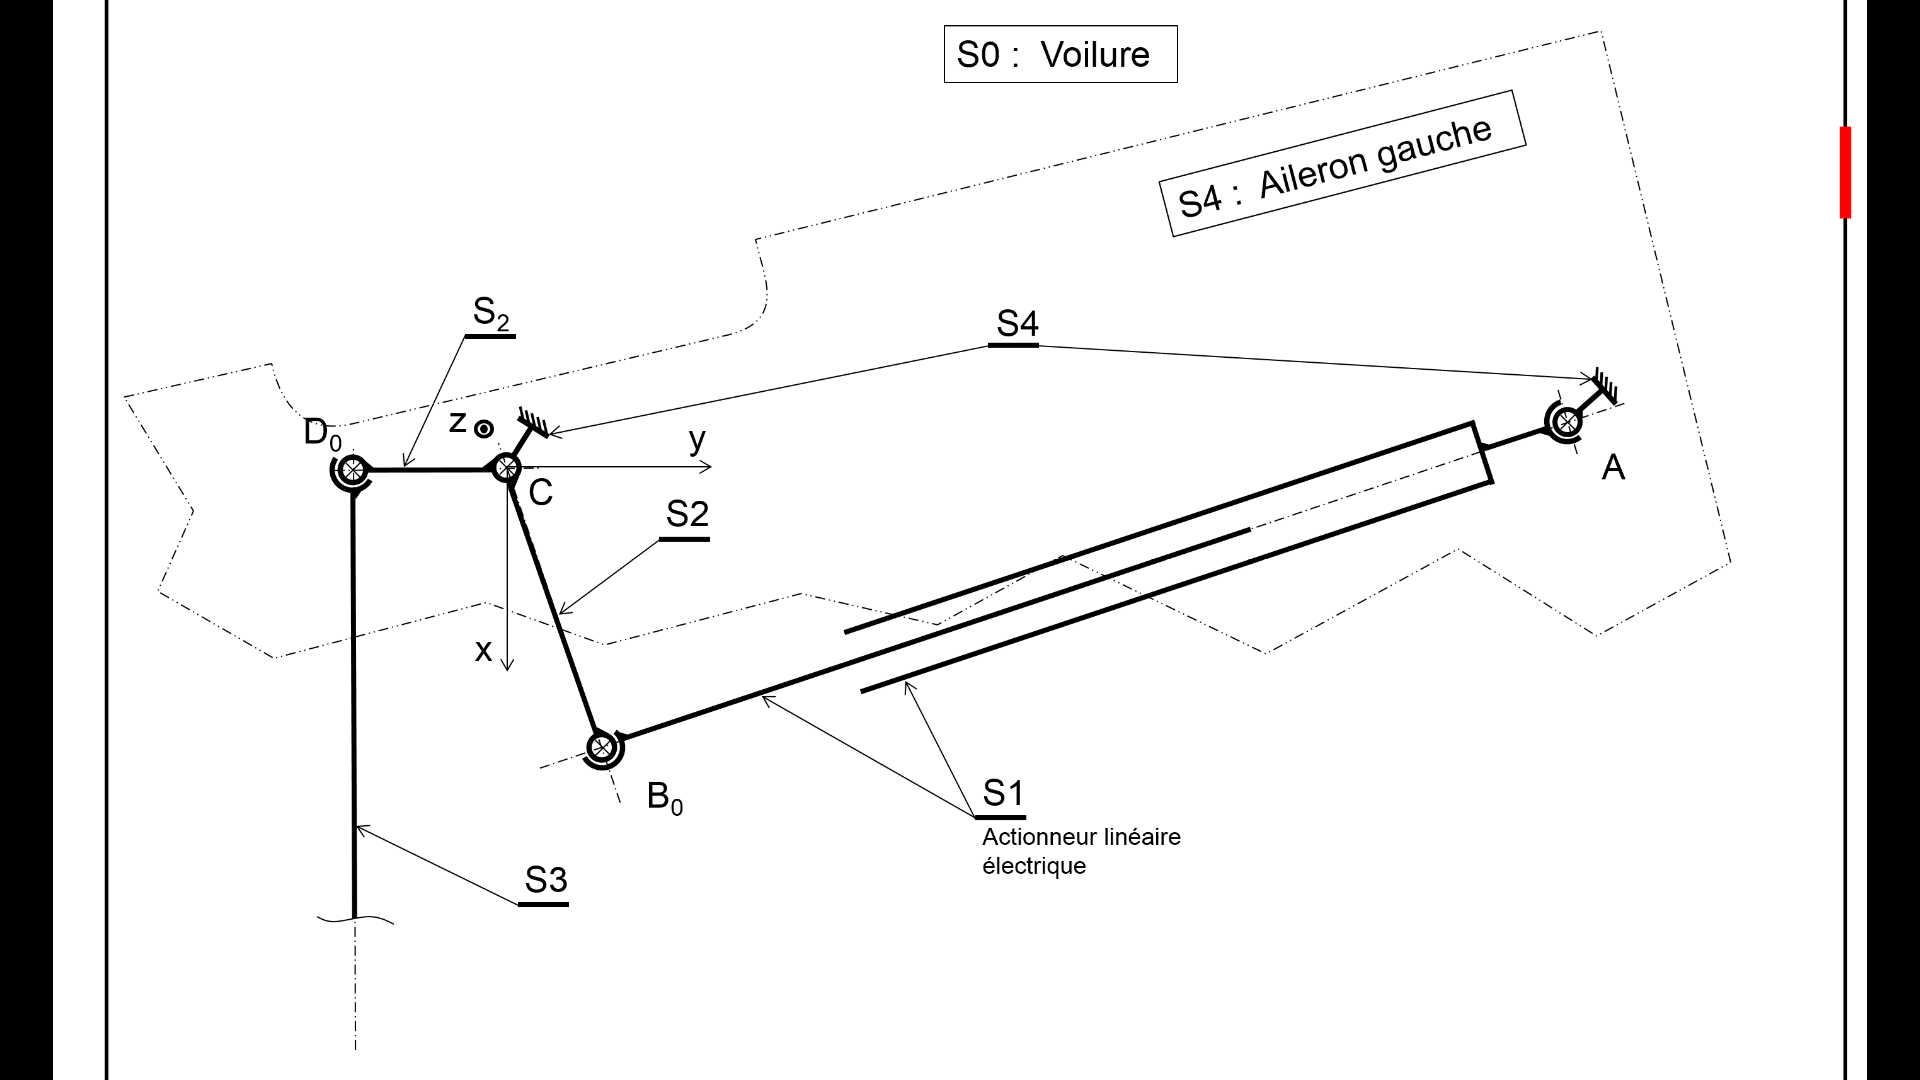 S0 : Voilure
S4 : Aileron gauche
S2
S4
D0
z
y
C
A
S2
x
B0
S1
Actionneur linéaire
électrique
S3